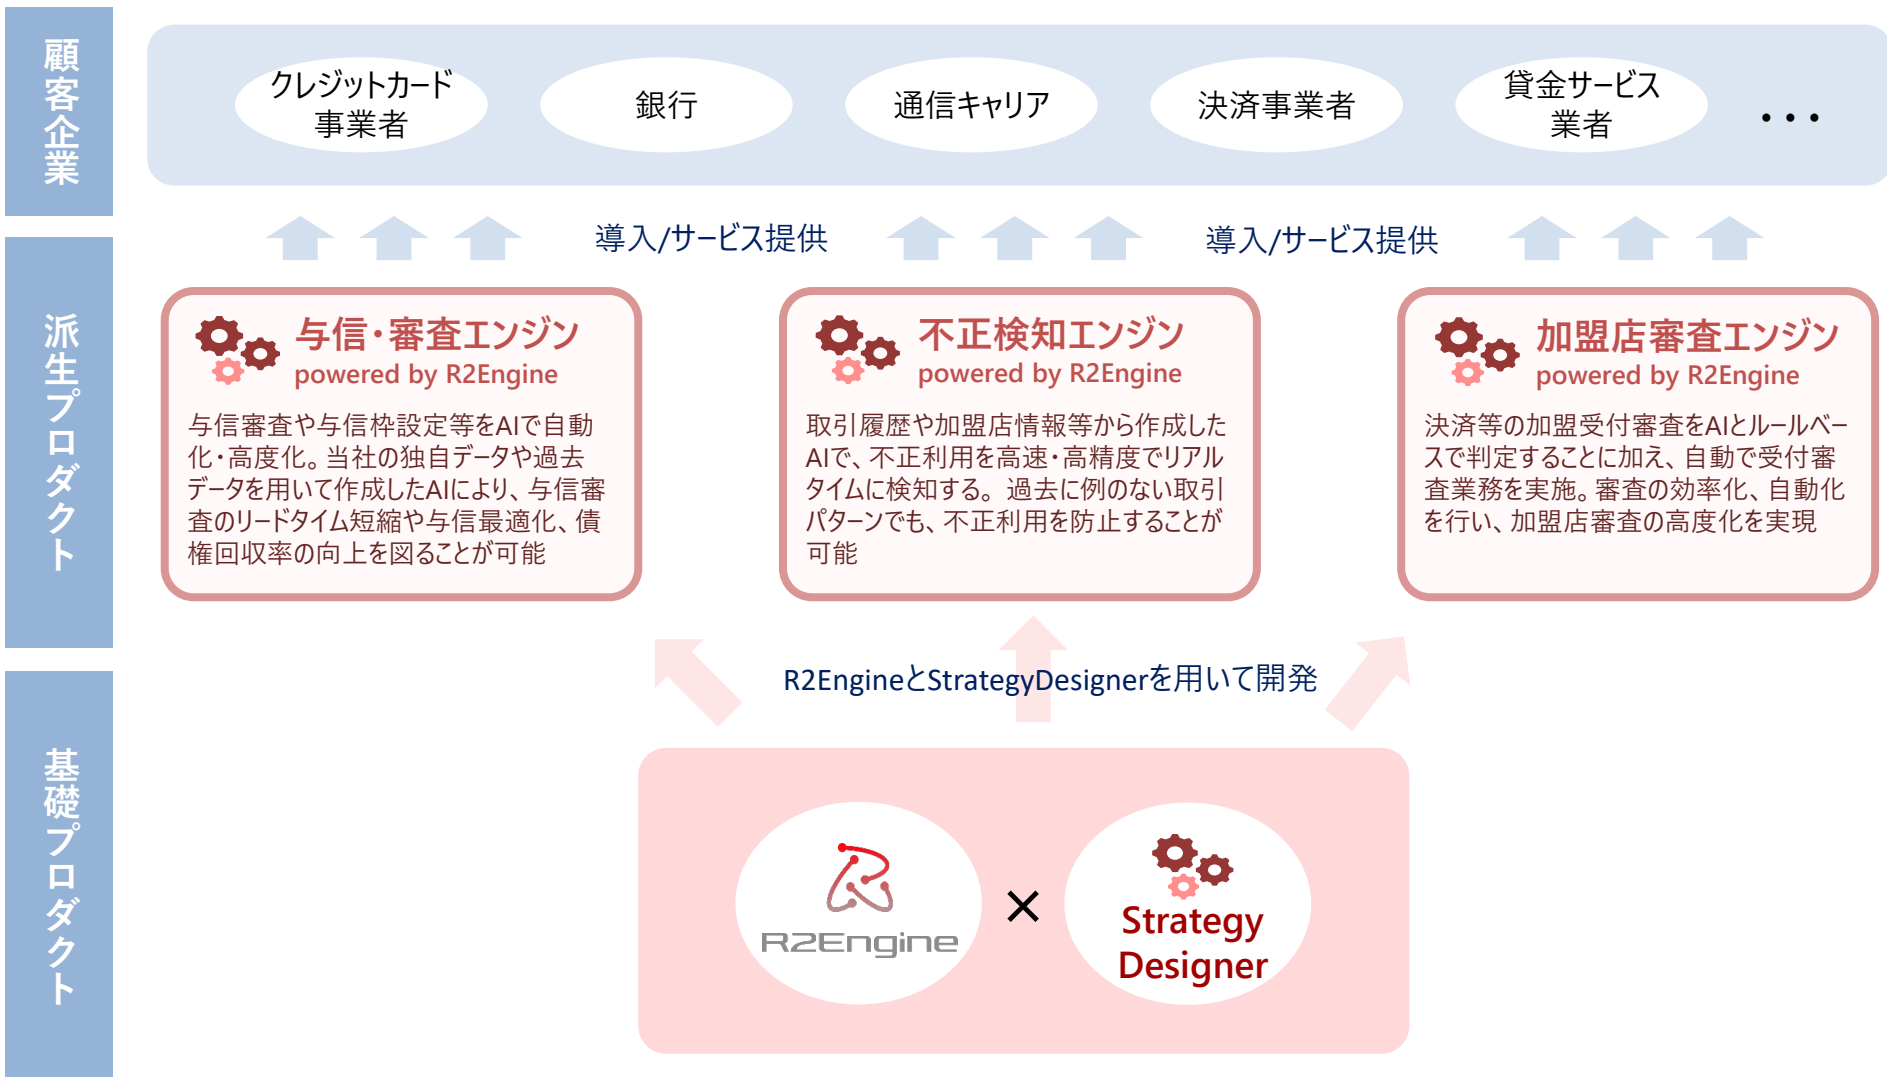 顧客企業
クレジットカード
事業者
銀行
通信キャリア
決済事業者
貸金サービス
業者
・・・
導入/サービス提供
導入/サービス提供
派生プロダクト
与信・審査エンジン
powered by R2Engine
与信審査や与信枠設定等をAIで自動
化・高度化。当社の独自データや過去
データを用いて作成したAIにより、与信審
査のリードタイム短縮や与信最適化、債
権回収率の向上を図ることが可能
不正検知エンジン
powered by R2Engine
取引履歴や加盟店情報等から作成した
AIで、不正利用を高速・高精度でリアル
タイムに検知する。過去に例のない取引
パターンでも、不正利用を防止することが
可能
加盟店審査エンジン
powered by R2Engine
決済等の加盟受付審査をAIとルールベー
スで判定することに加え、自動で受付審
査業務を実施。審査の効率化、自動化
を行い、加盟店審査の高度化を実現
R2EngineとStrategyDesignerを用いて開発
基礎プロダクト
R2Engine
×
Strategy
Designer